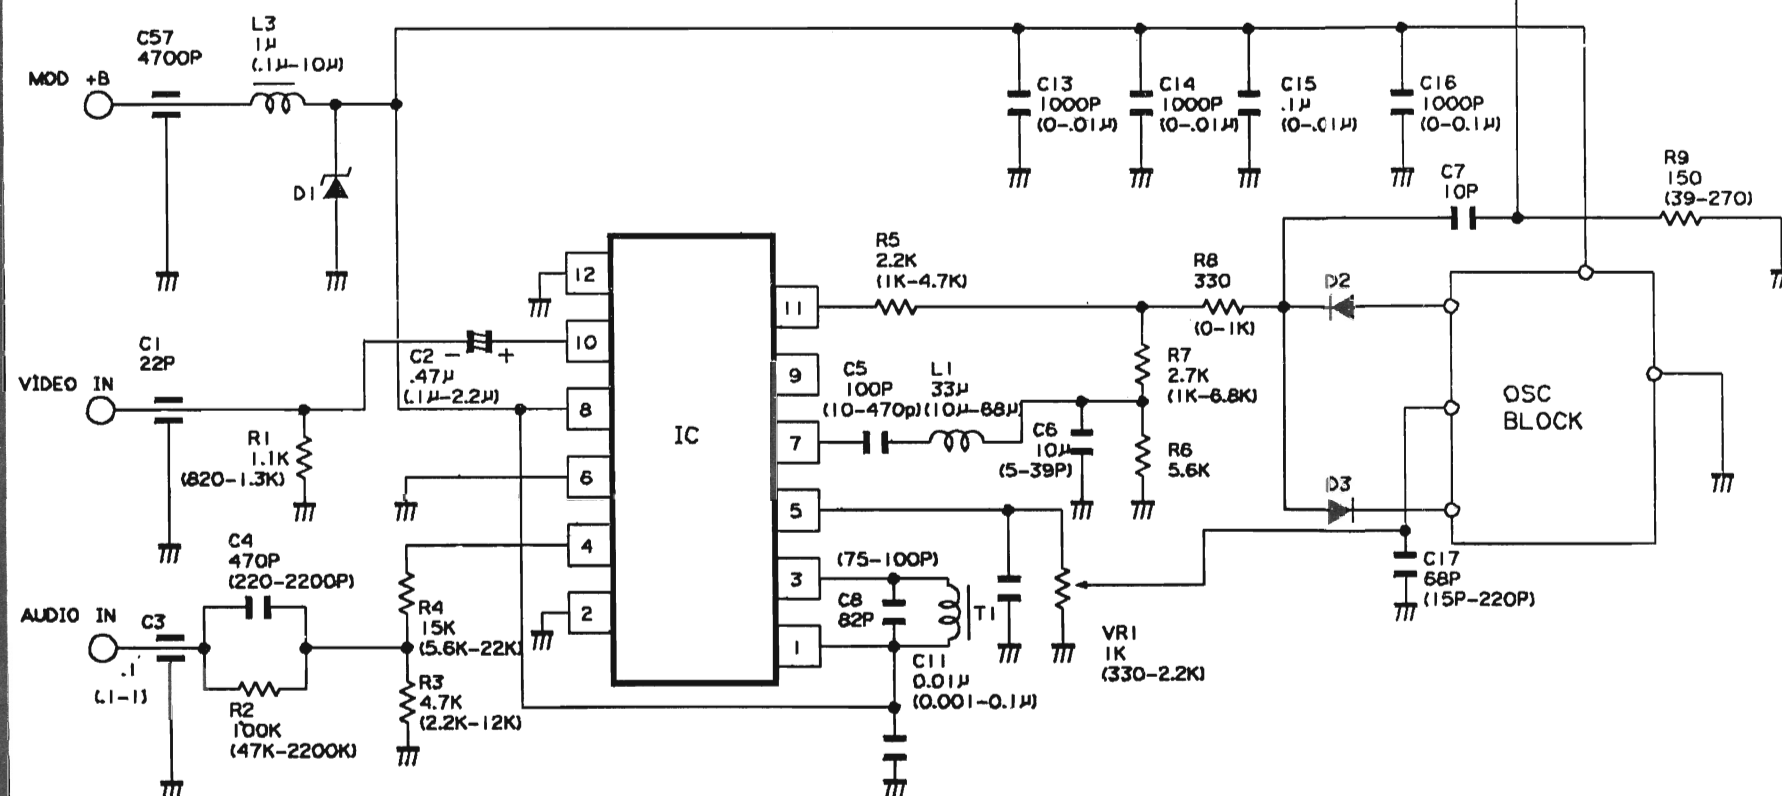 C57
4700P
L3
1µ
(.1µ-10µ)
MOD +B
D1
C13
1000P
(0-.01µ)
C14
1000P
(0-.01µ)
C15
.1µ
(0-.01µ)
C16
1000P
(0-0.1µ)
C7
10P
R9
150
(39-270)
C1
22P
VIDEO IN
R1
1.1K
(820-1.3K)
C2 - +
.47µ
(.1µ-2.2µ)
12
10
8
6
4
2
IC
11
9
7
5
3
1
R5
2.2K
(1K-4.7K)
R8
330
(0-1K)
D2
R7
2.7K
(1K-6.8K)
C5
100P
(10-470p)
L1
33µ
(10µ-68µ)
C6
10µ
(5-39P)
R6
5.6K
OSC
BLOCK
D3
C17
68P
(15P-220P)
C4
470P
(220-2200P)
AUDIO IN
C3
.1
(.1-1)
R2
100K
(47K-2200K)
R4
15K
(5.6K-22K)
R3
4.7K
(2.2K-12K)
(75-100P)
C8
82P
T1
C11
0.01µ
(0.001-0.1µ)
VR1
1K
(330-2.2K)